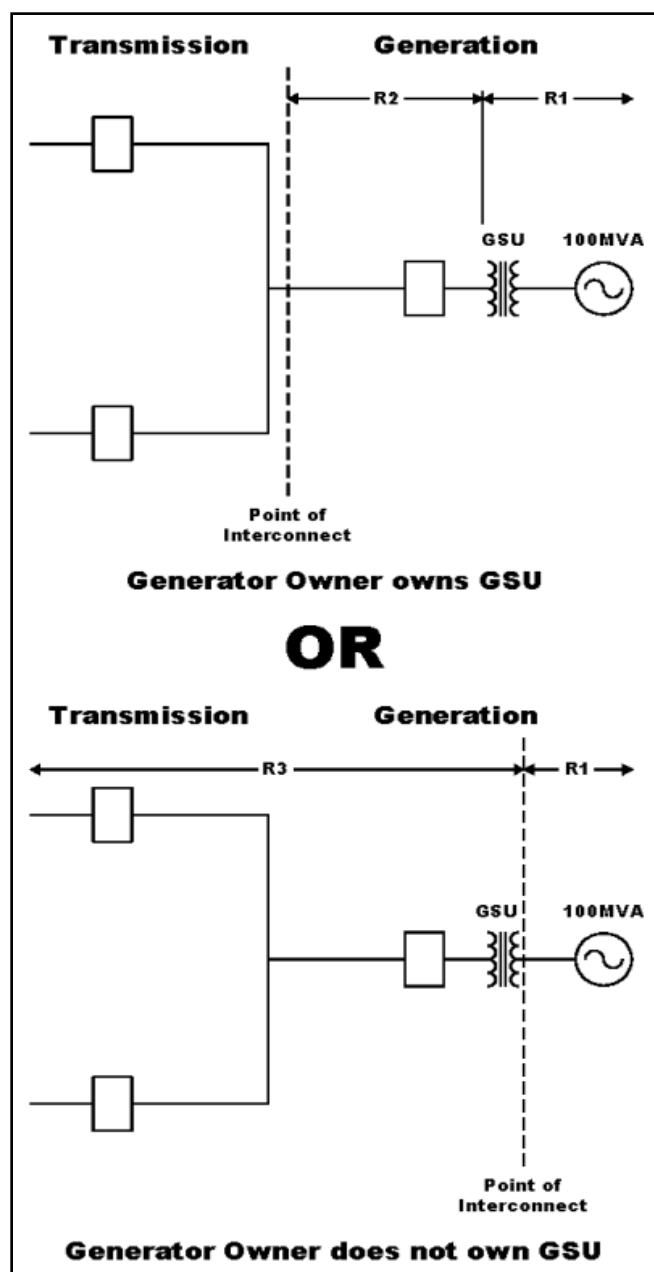 Transmission Generation
R2 R1
GSU 100MVA
Point of
Interconnect
Generator Owner owns GSU
OR
Transmission Generation
R3 R1
GSU 100MVA
Point of
Interconnect
Generator Owner does not own GSU